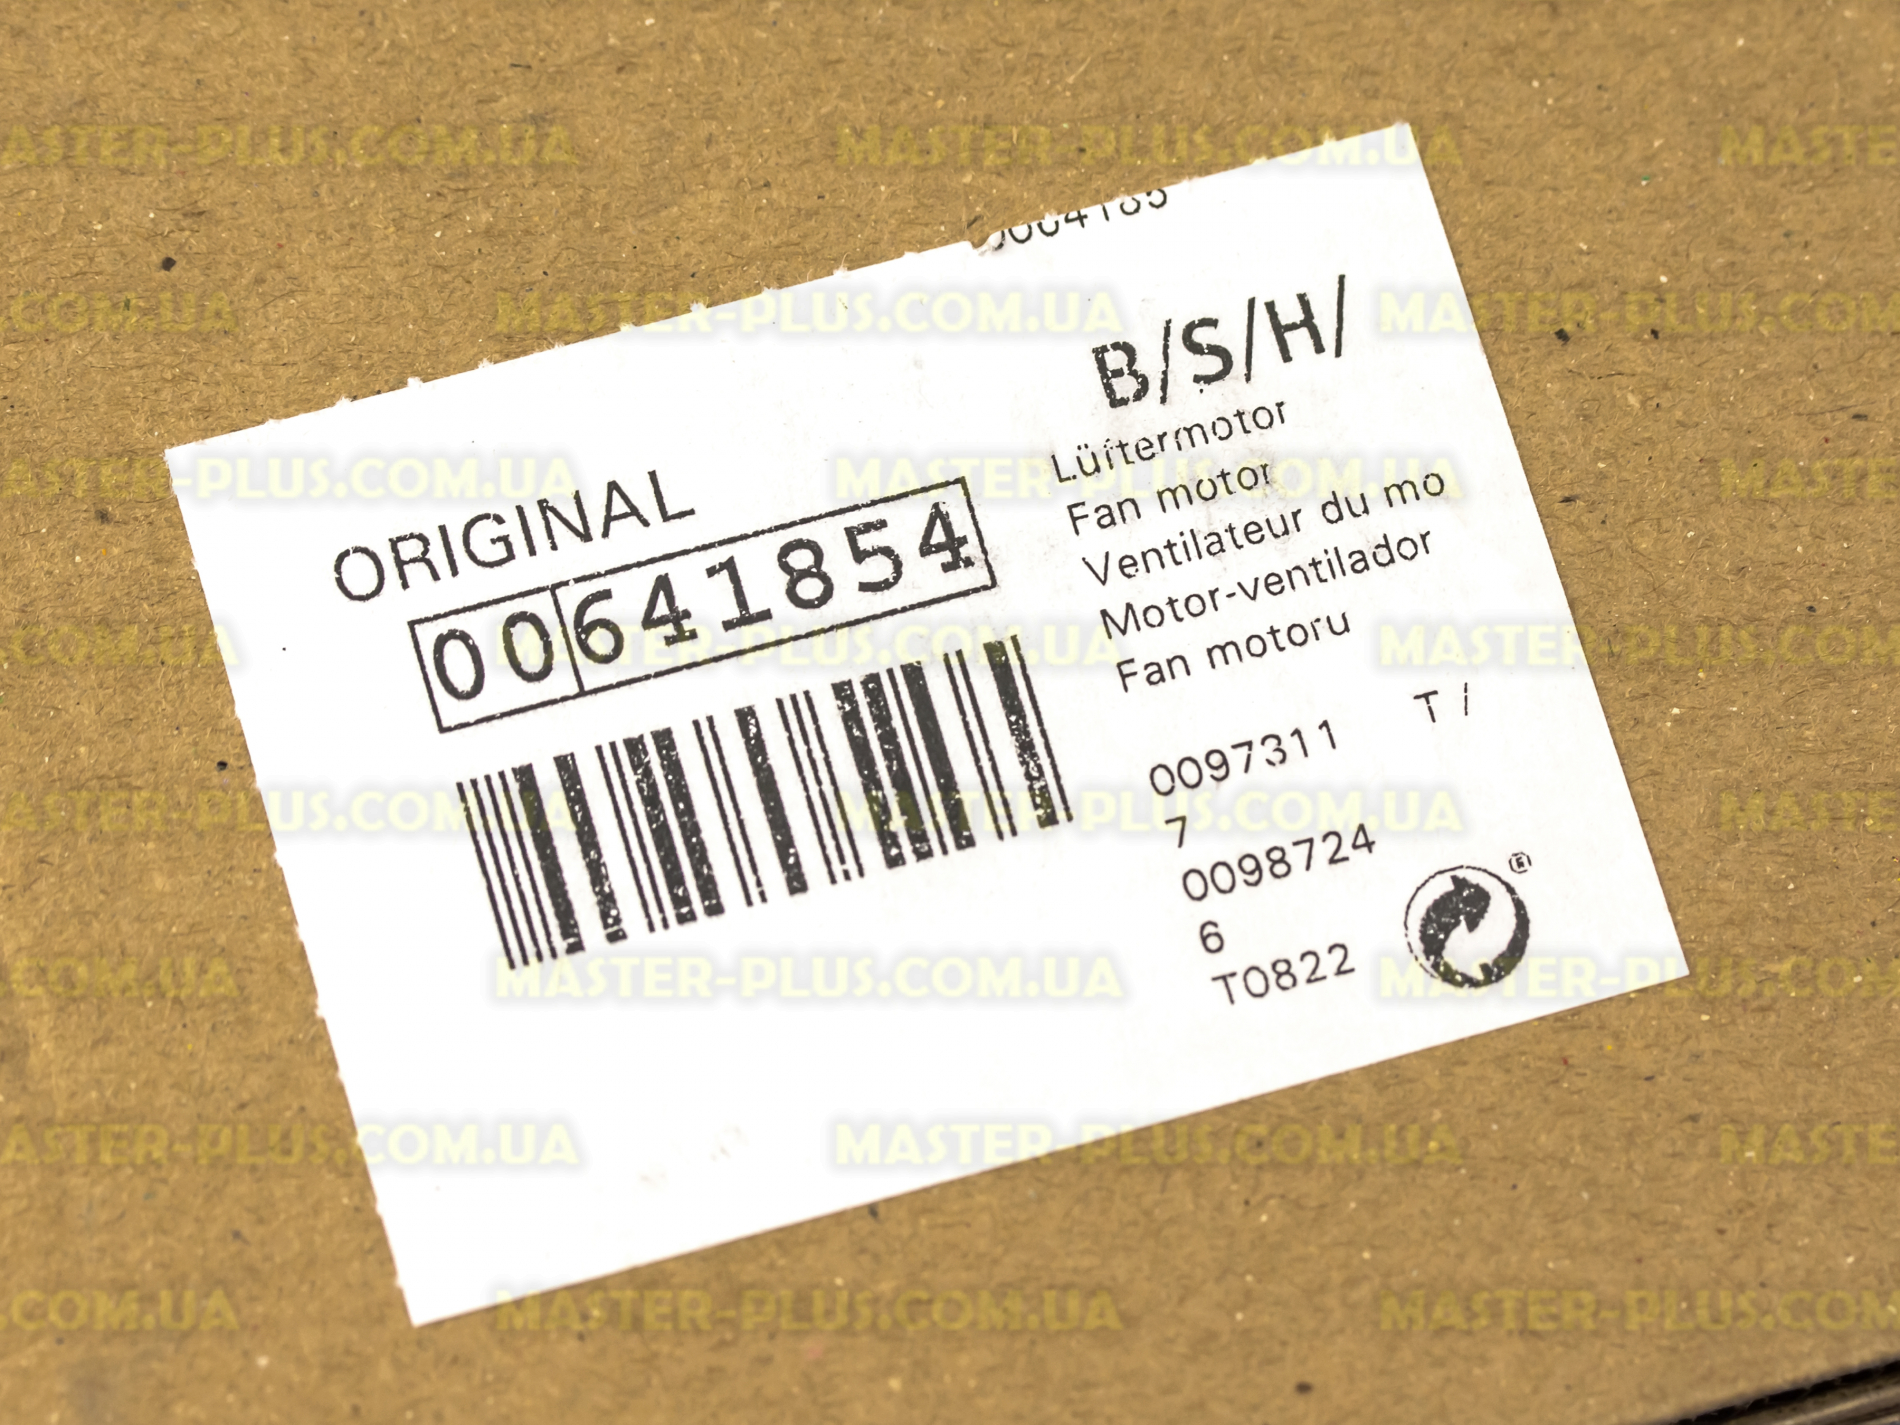 ORIGINAL
00641854
B/S/H/
Lüftermotor
Fan motor
Ventilateur du mo
Motor-ventilador
Fan motoru
0097311 T /
7
0098724
6
T0822
®
MASTER-PLUS.COM.UA